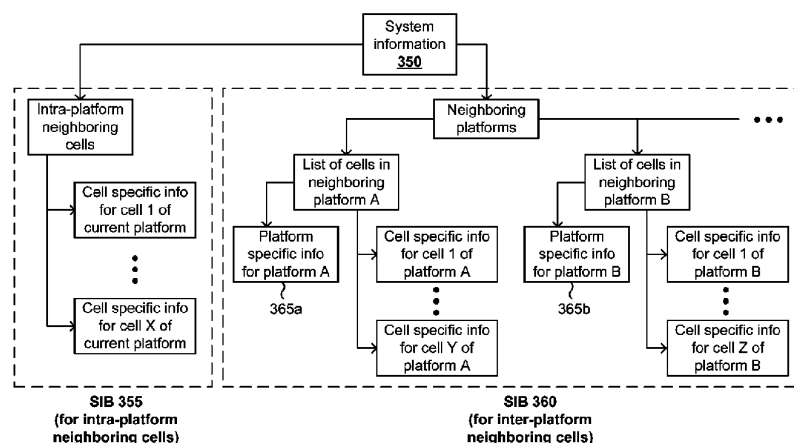 System
information
350
Intra-platform
neighboring
cells
Cell specific info
for cell 1 of
current platform
Cell specific info
for cell X of
current platform
SIB 355
(for intra-platform
neighboring cells)
Neighboring
platforms
List of cells in
neighboring
platform A
Platform
specific info
for platform A
365a
Cell specific info
for cell 1 of
platform A
Cell specific info
for cell Y of
platform A
List of cells in
neighboring
platform B
Platform
specific info
for platform B
365b
Cell specific info
for cell 1 of
platform B
Cell specific info
for cell Z of
platform B
SIB 360
(for inter-platform
neighboring cells)